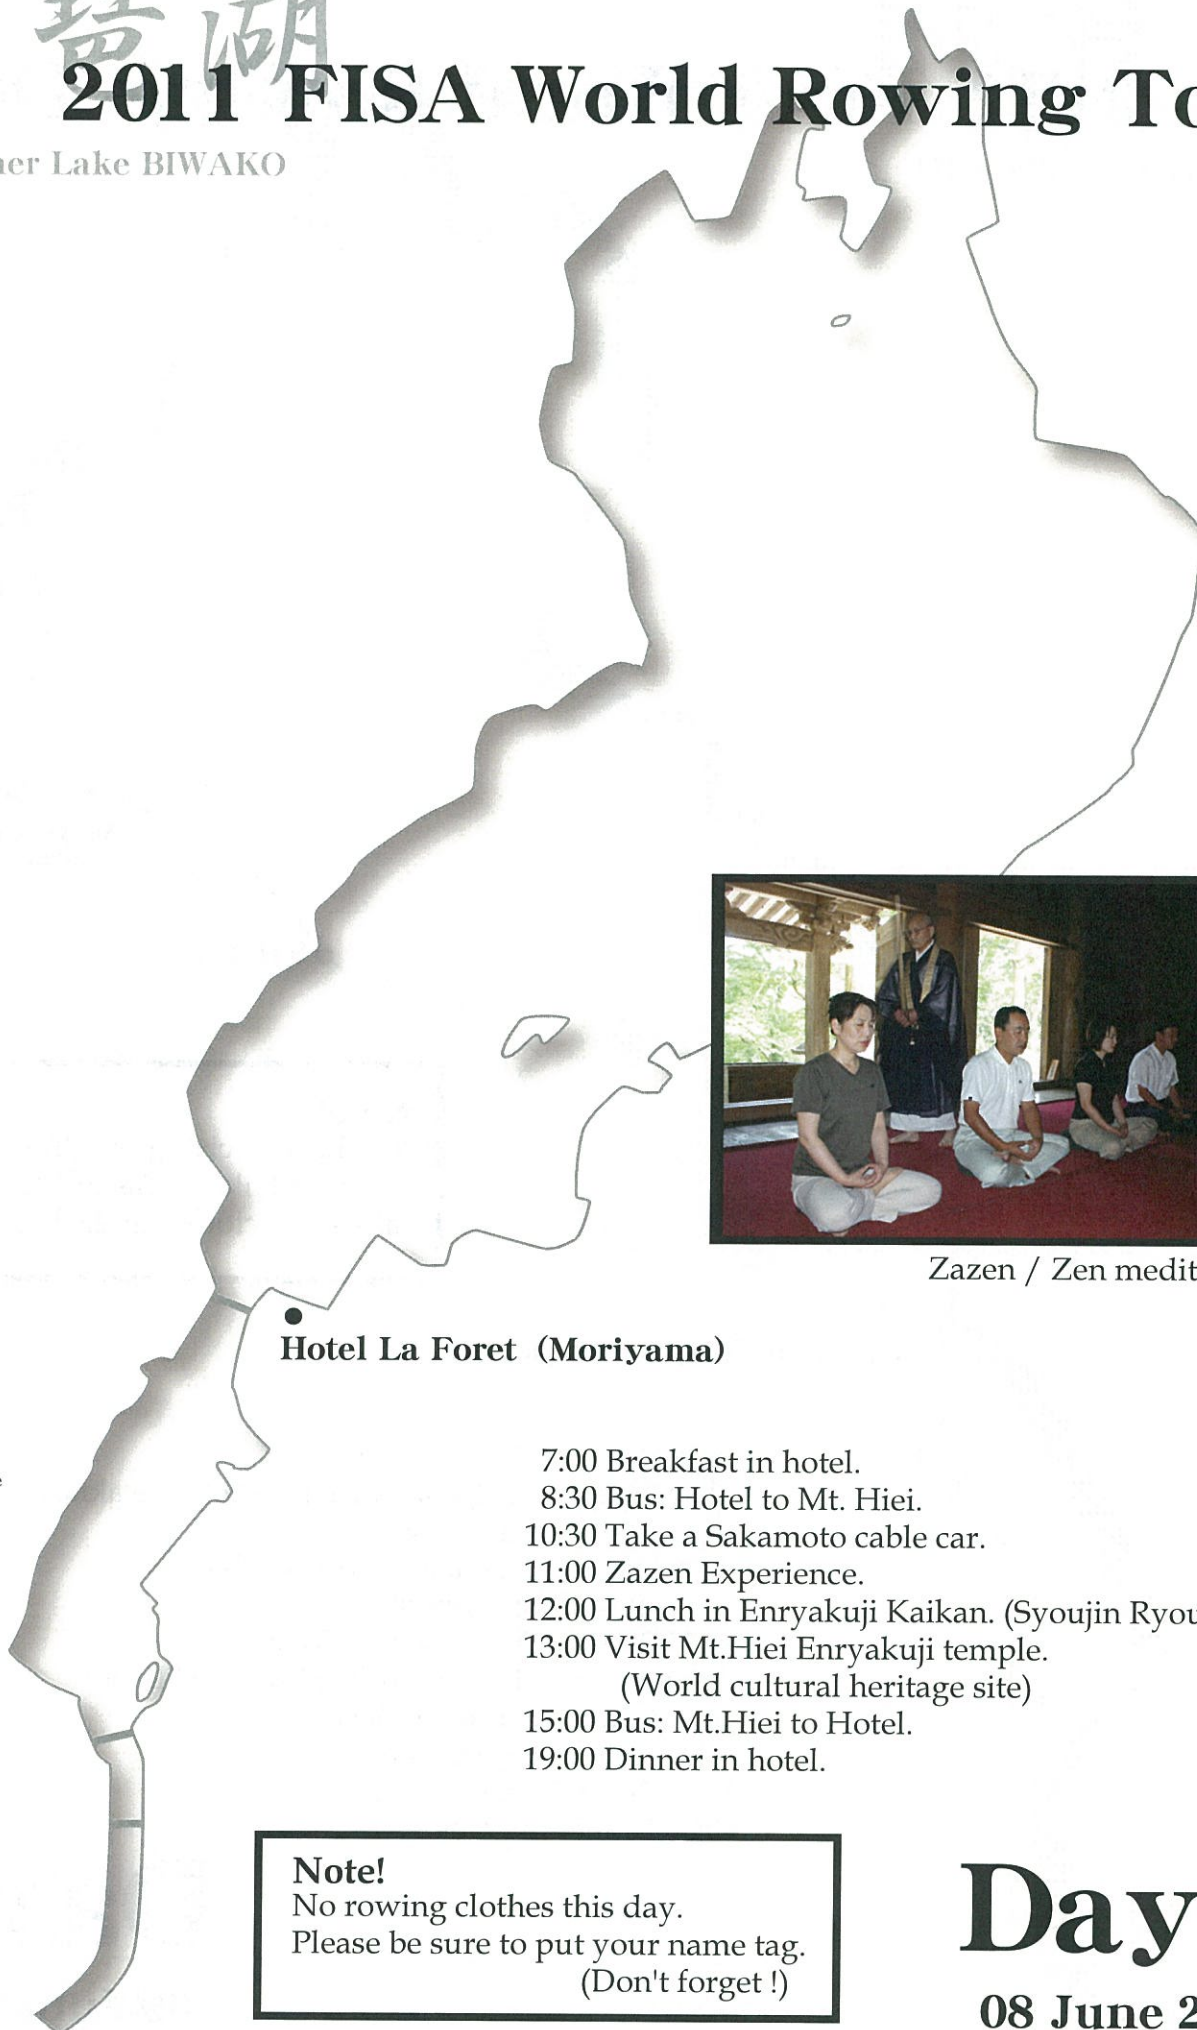 琶湖
2011 FISA World Rowing To
er Lake BIWAKO
Zazen / Zen medit
Hotel La Foret (Moriyama)
7:00 Breakfast in hotel.
8:30 Bus: Hotel to Mt. Hiei.
10:30 Take a Sakamoto cable car.
11:00 Zazen Experience.
12:00 Lunch in Enryakuji Kaikan. (Syoujin Ryou
13:00 Visit Mt.Hiei Enryakuji temple.
(World cultural heritage site)
15:00 Bus: Mt.Hiei to Hotel.
19:00 Dinner in hotel.
Note!
No rowing clothes this day.
Please be sure to put your name tag.
(Don't forget !)
Day
08 June 2